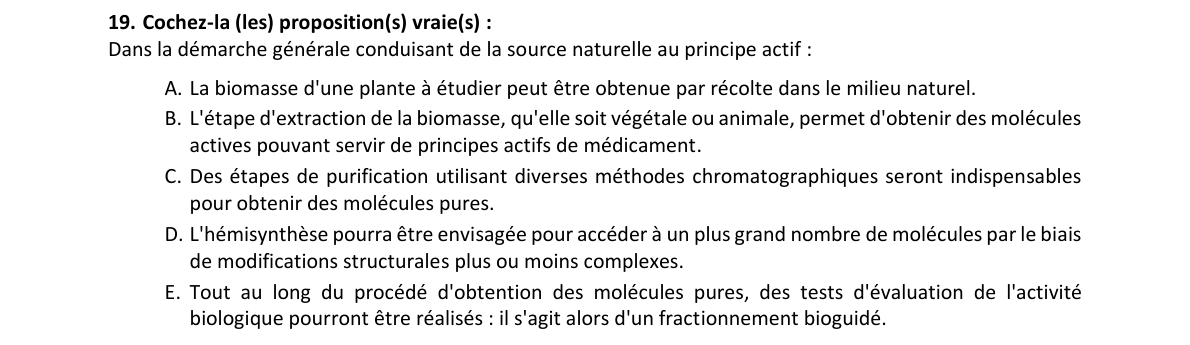 19. Cochez-la (les) proposition(s) vraie(s) :
Dans la démarche générale conduisant de la source naturelle au principe actif :
A. La biomasse d'une plante à étudier peut être obtenue par récolte dans le milieu naturel.
B. L'étape d'extraction de la biomasse, qu'elle soit végétale ou animale, permet d'obtenir des molécules
actives pouvant servir de principes actifs de médicament.
C. Des étapes de purification utilisant diverses méthodes chromatographiques seront indispensables
pour obtenir des molécules pures.
D. L'hémisynthèse pourra être envisagée pour accéder à un plus grand nombre de molécules par le biais
de modifications structurales plus ou moins complexes.
E. Tout au long du procédé d'obtention des molécules pures, des tests d'évaluation de l'activité
biologique pourront être réalisés : il s'agit alors d'un fractionnement bioguidé.